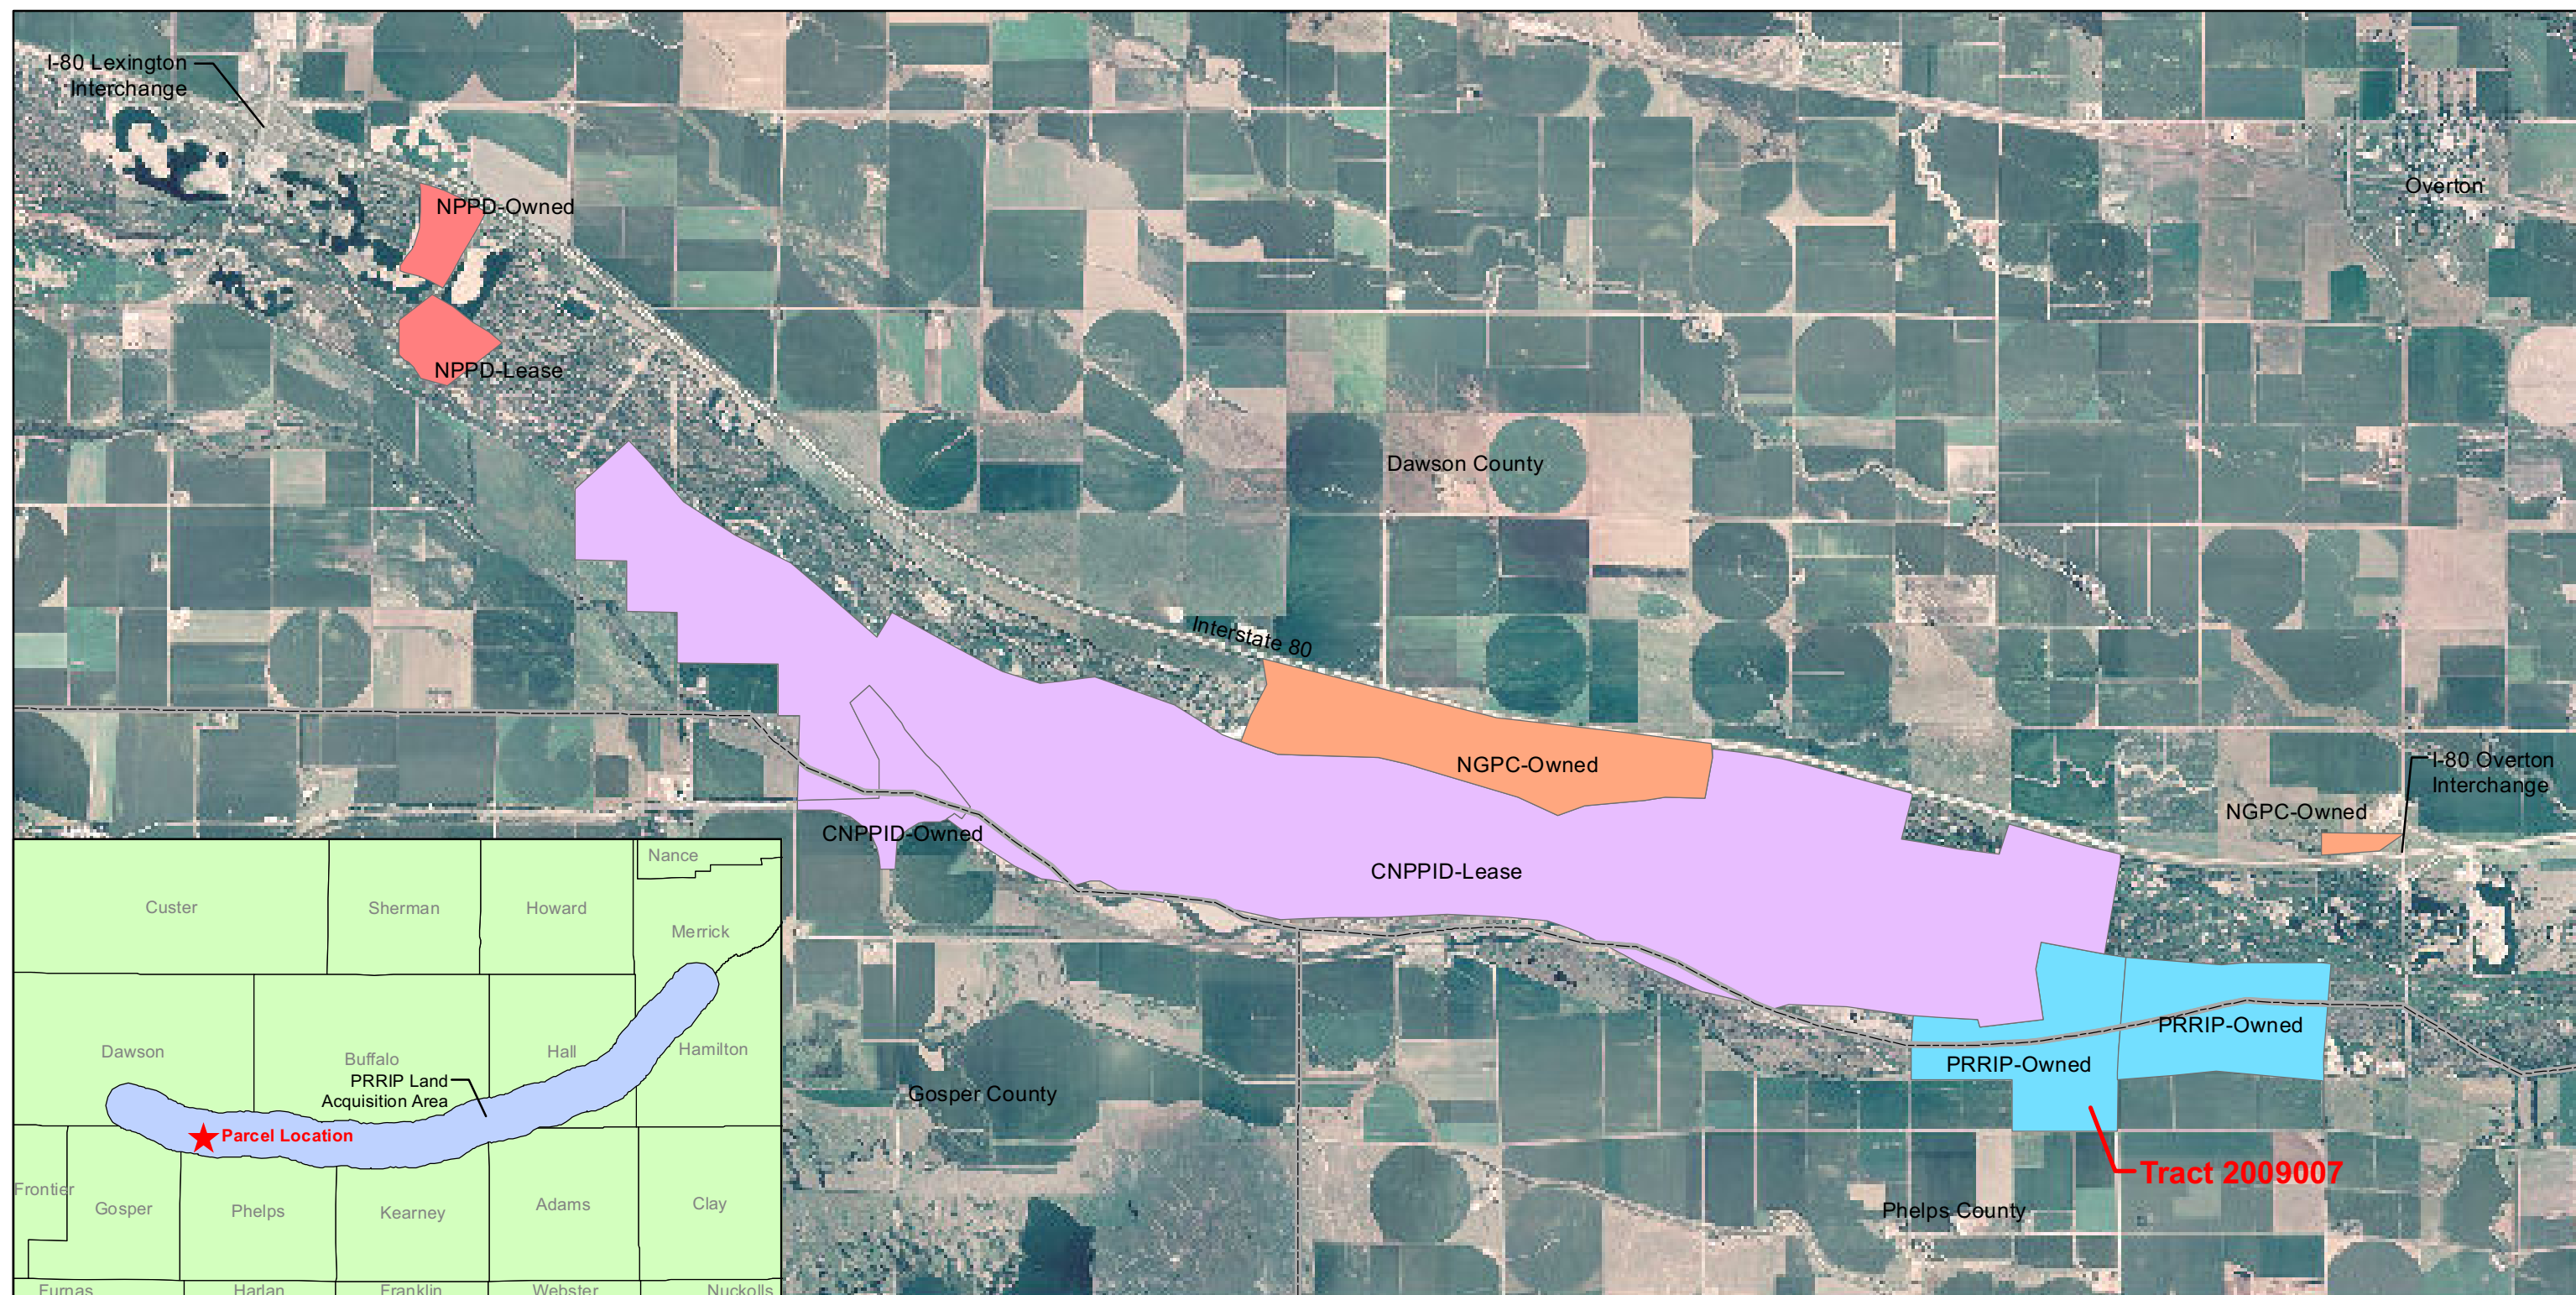 I-80 Lexington
Interchange
NPPD-Owned
Overton
NPPD-Lease
Dawson County
Interstate 80
NGPC-Owned
I-80 Overton
Interchange
NGPC-Owned
CNPPID-Owned
CNPPID-Lease
PRRIP-Owned
PRRIP-Owned
Gosper County
Tract 2009007
Phelps County
Nance
Custer
Sherman
Howard
Merrick
Dawson
Buffalo
Hall
Hamilton
PRRIP Land
Acquisition Area
Parcel Location
Frontier
Gosper
Phelps
Kearney
Adams
Clay
Furnas
Harlan
Franklin
Webster
Nuckolls